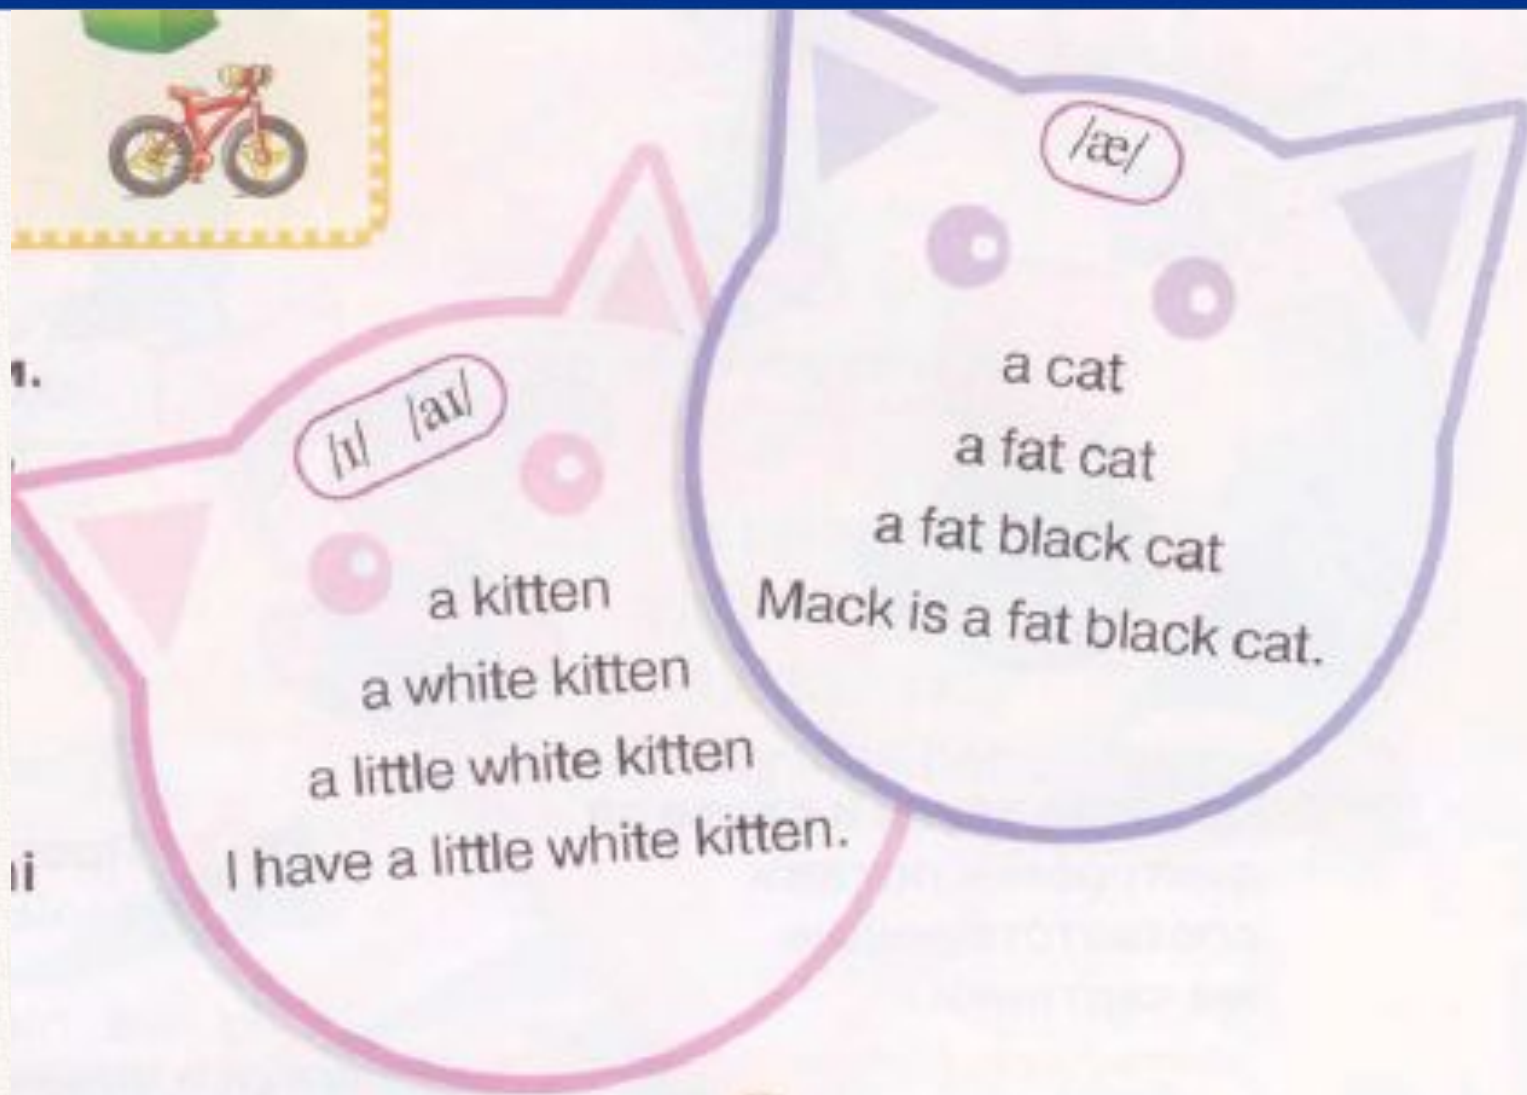 /ɪ/ /aɪ/
a kitten
a white kitten
a little white kitten
I have a little white kitten.
/æ/
a cat
a fat cat
a fat black cat
Mack is a fat black cat.